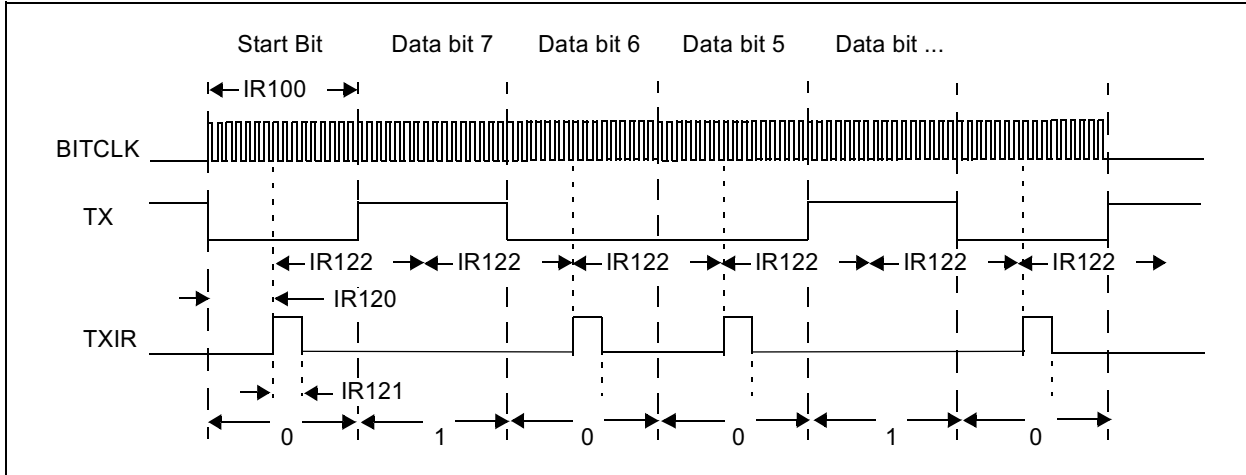 Start Bit Data bit 7 Data bit 6 Data bit 5 Data bit ...
IR100
BITCLK
TX
IR122 IR122 IR122 IR122 IR122 IR122
IR120
TXIR
IR121
0 1 0 0 1 0